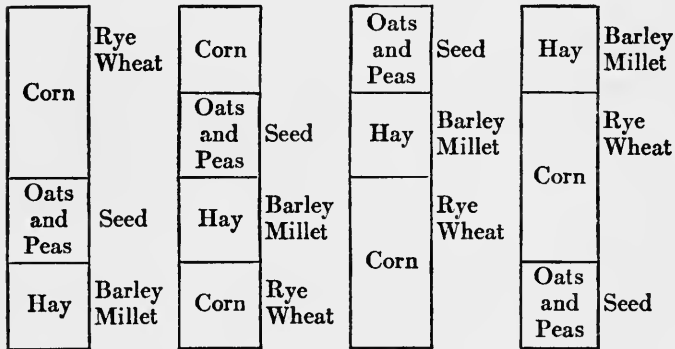 Corn
Rye
Wheat
Oats
and
Peas
Seed
Hay
Barley
Millet
Corn
Oats
and
Peas
Seed
Hay
Barley
Millet
Corn
Rye
Wheat
Oats
and
Peas
Seed
Hay
Barley
Millet
Corn
Rye
Wheat
Hay
Barley
Millet
Corn
Rye
Wheat
Oats
and
Peas
Seed